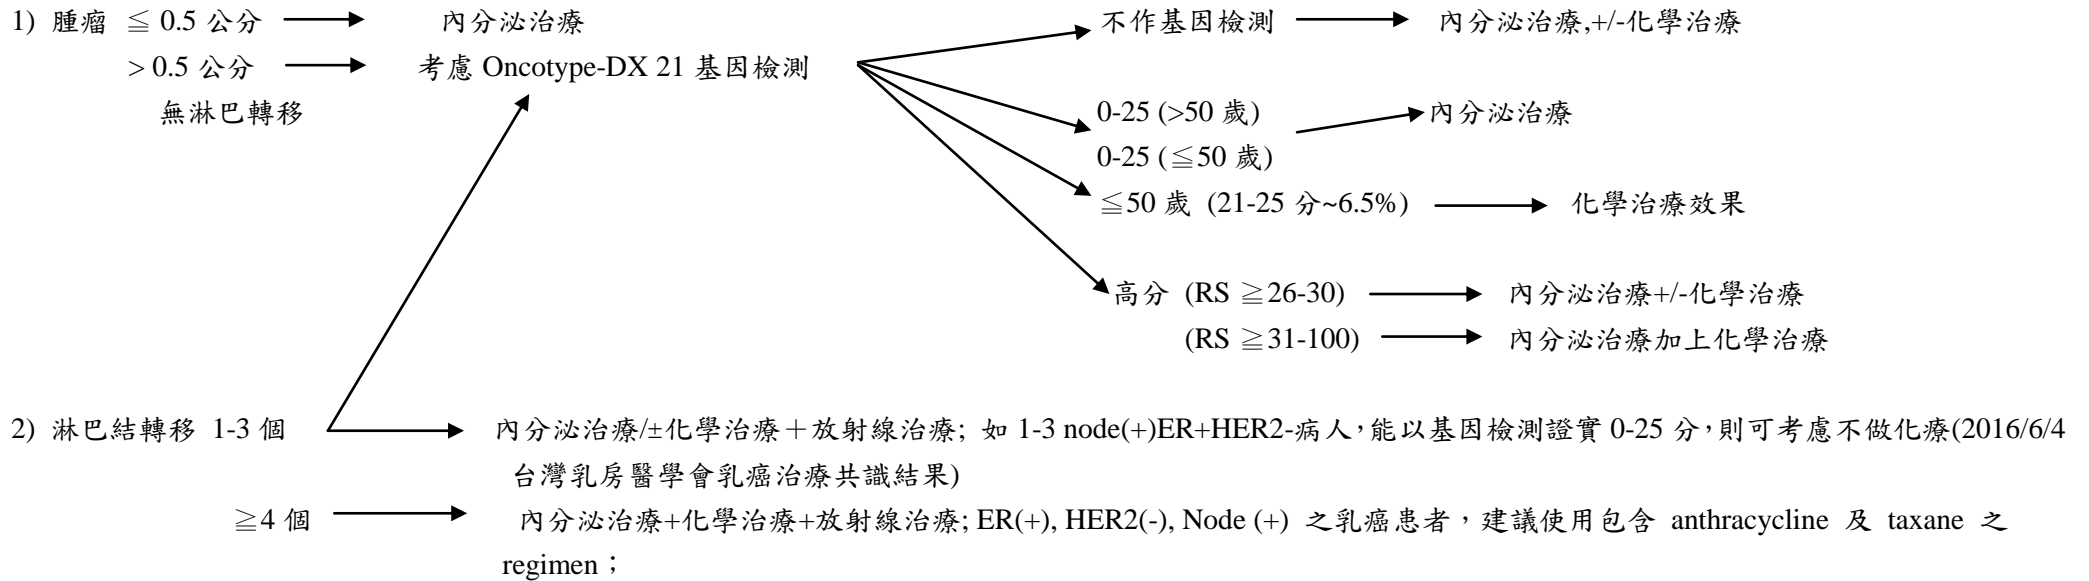 1) 腫瘤 ≦ 0.5 公分 內分泌治療 不作基因檢測 內分泌治療,+/-化學治療
> 0.5 公分 考慮 Oncotype-DX 21 基因檢測
無淋巴轉移 0-25 (>50 歲) 內分泌治療
0-25 (≦50 歲)
≦50 歲 (21-25 分~6.5%) 化學治療效果
高分 (RS ≧26-30) 內分泌治療+/-化學治療
(RS ≧31-100) 內分泌治療加上化學治療
2) 淋巴結轉移 1-3 個 內分泌治療/±化學治療＋放射線治療; 如 1-3 node(+)ER+HER2-病人，能以基因檢測證實 0-25 分，則可考慮不做化療(2016/6/4
台灣乳房醫學會乳癌治療共識結果)
≧4 個 內分泌治療+化學治療+放射線治療; ER(+), HER2(-), Node (+) 之乳癌患者，建議使用包含 anthracycline 及 taxane 之
regimen；